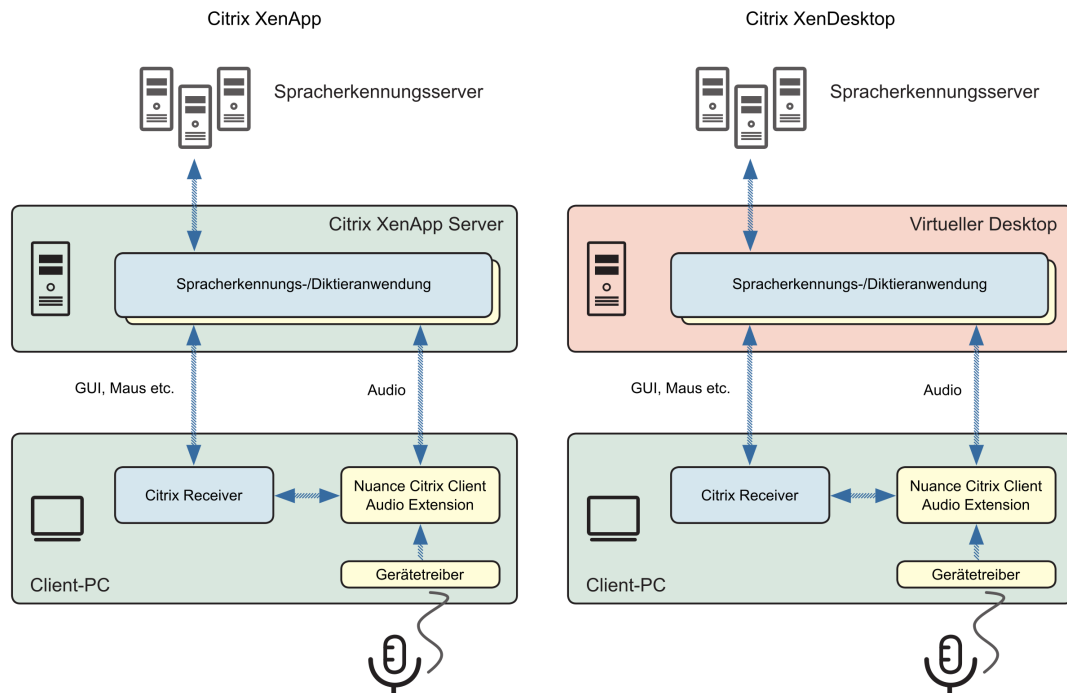 Citrix XenApp
Spracherkennungsserver
Citrix XenApp Server
Spracherkennungs-/Diktieranwendung
GUI, Maus etc.
Audio
Citrix Receiver
Nuance Citrix Client
Audio Extension
Gerätetreiber
Client-PC
Citrix XenDesktop
Spracherkennungsserver
Virtueller Desktop
Spracherkennungs-/Diktieranwendung
GUI, Maus etc.
Audio
Citrix Receiver
Nuance Citrix Client
Audio Extension
Gerätetreiber
Client-PC